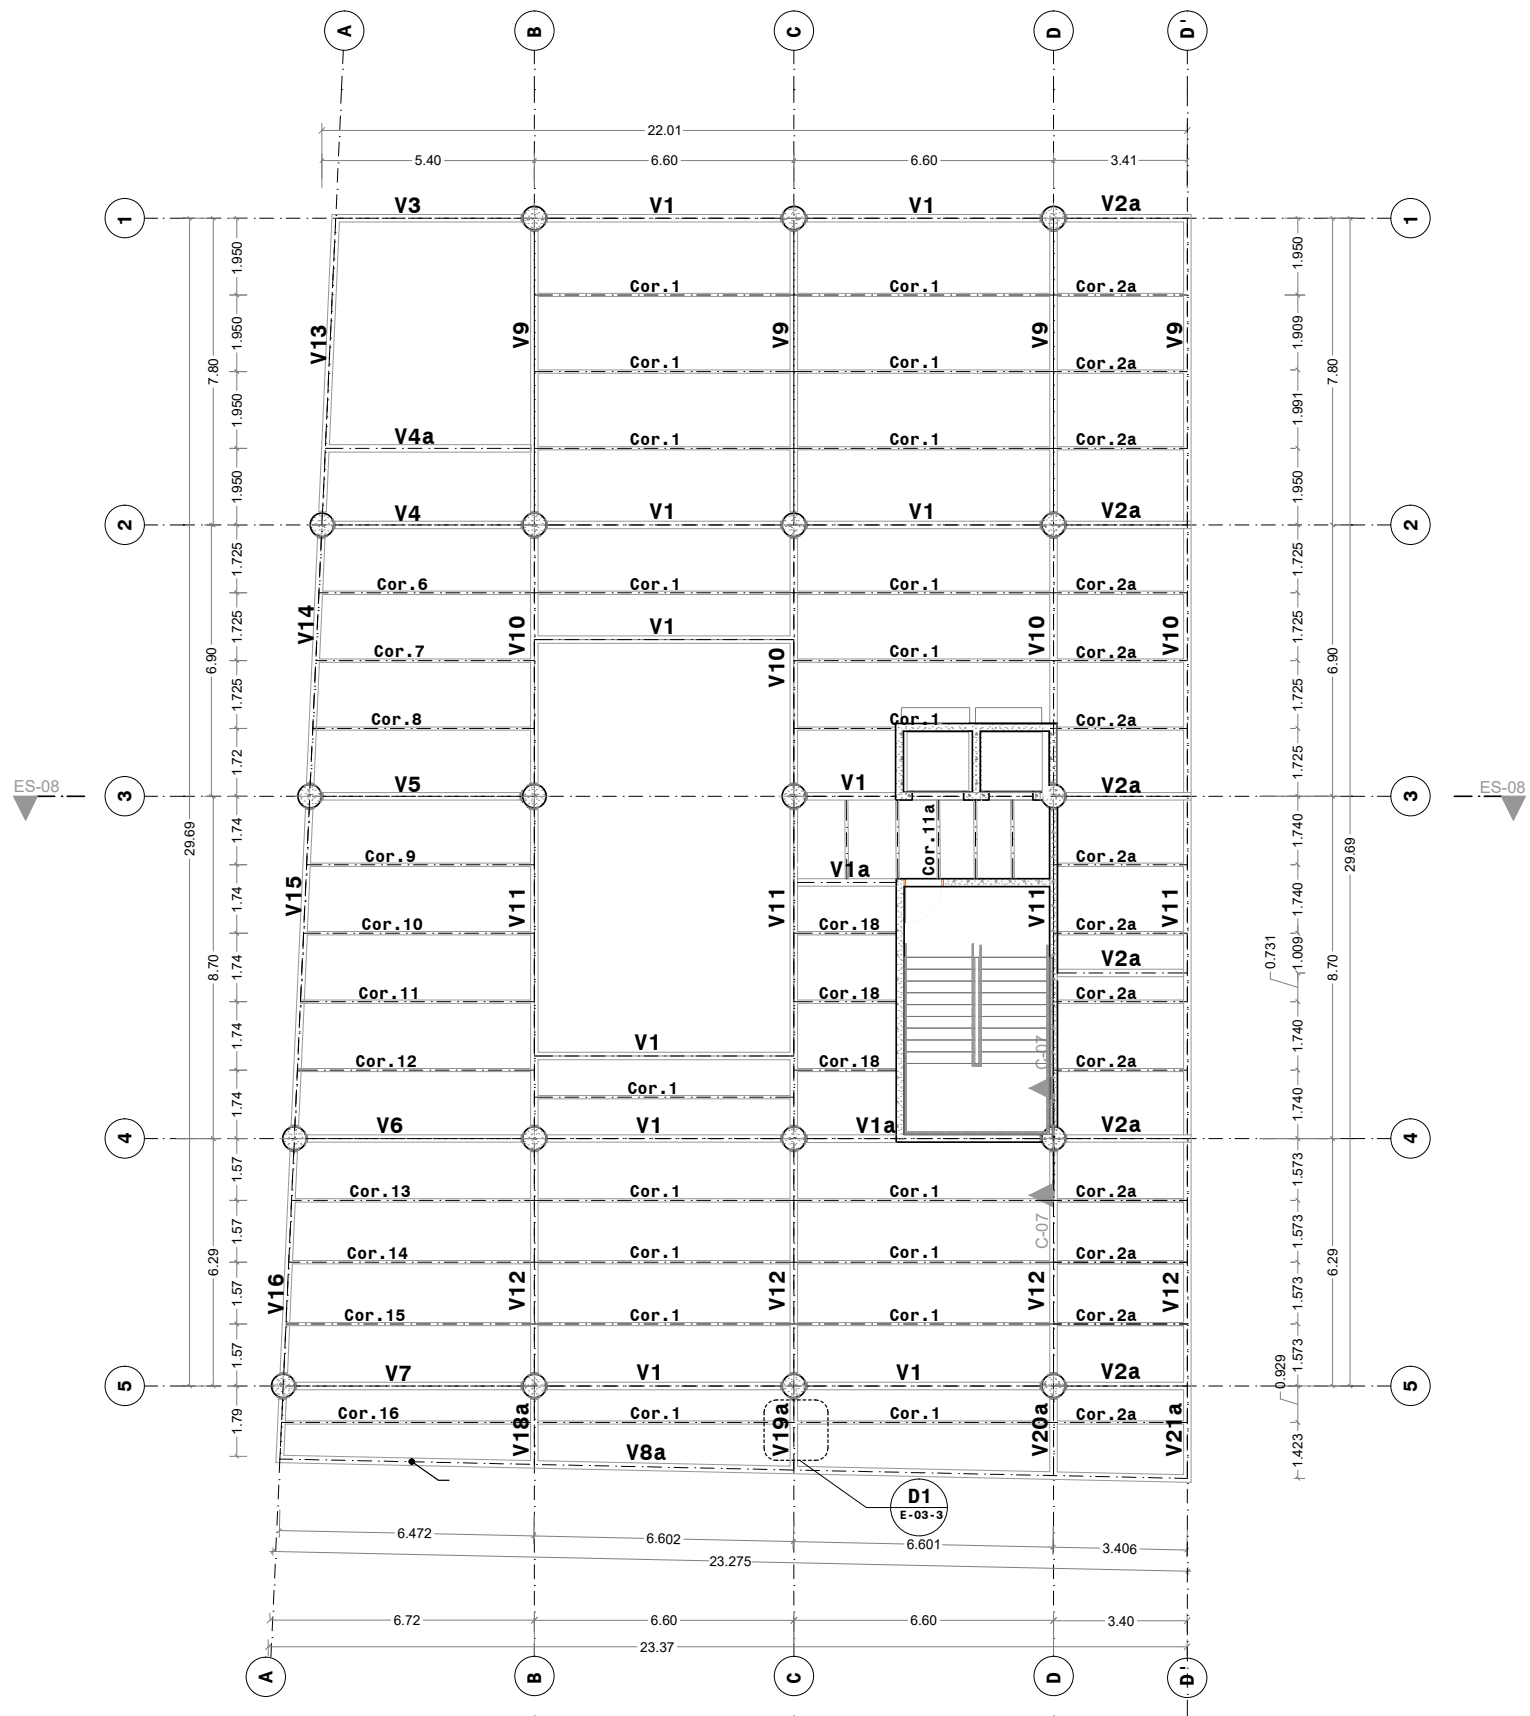 A B C D D'
22.01
5.40 6.60 6.60 3.41
1 V3 V1 V1 V2a 1
1.950 1.950
Cor.1 Cor.1 Cor.2a
V13 V9 V9 V9 V9
1.950 1.909
7.80 Cor.1 Cor.1 Cor.2a 7.80
1.950 1.991
V4a Cor.1 Cor.1 Cor.2a
1.950 1.950
2 V4 V1 V1 V2a 2
1.725 1.725
Cor.6 Cor.1 Cor.1 Cor.2a
V14 V10 V1 V10 V10
1.725 1.725
6.90 Cor.7 V10 Cor.1 Cor.2a 6.90
1.725 1.725
Cor.8 Cor.1 Cor.2a
1.72 1.725
ES-08 3 V5 V1 V2a 3 ES-08
29.69 1.74 1.740 29.69
Cor.9 Cor.11a Cor.2a
V1a
V15 V11 V11 V11 V11
1.74 1.740
Cor.10 Cor.18 Cor.2a
8.70 1.74 V2a 0.731 1.009 8.70
Cor.11 Cor.18 Cor.2a
1.74 V1 C-07 1.740
Cor.12 Cor.18 Cor.2a
Cor.1
1.74 1.740
4 V6 V1 V1a V2a 4
1.57 1.573
Cor.13 Cor.1 Cor.1 Cor.2a
1.57 C-07 1.573
Cor.14 Cor.1 Cor.1 Cor.2a
6.29 6.29
V16 V12 V12 V12 V12
1.57 1.573
Cor.15 Cor.1 Cor.1 Cor.2a
1.57 1.573
5 V7 V1 V1 V2a 5
0.929
Cor.16 Cor.1 Cor.1 Cor.2a
1.79 V18a V19a V20a V21a 1.423
V8a
D1
E-03-3
6.472 6.602 6.601 3.406
23.275
6.72 6.60 6.60 3.40
23.37
A B C D D'